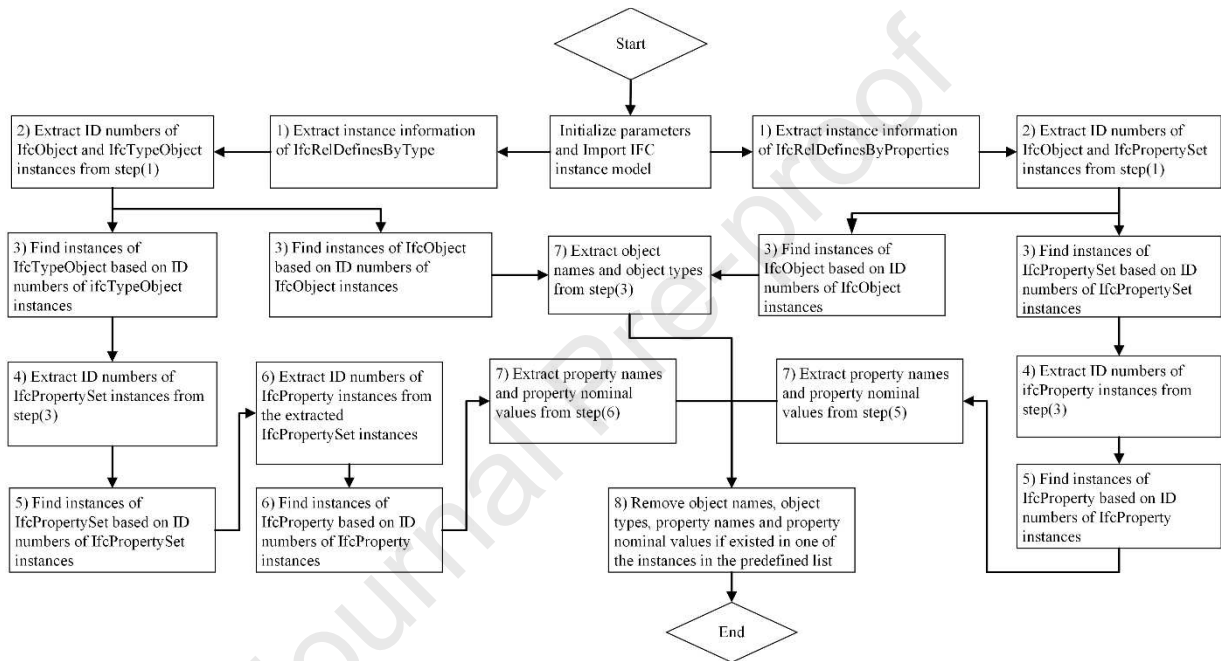 Start
2) Extract ID numbers of
IfcObject and IfcTypeObject
instances from step(1)
1) Extract instance information
of IfcRelDefinesByType
Initialize parameters
and Import IFC
instance model
1) Extract instance information
of IfcRelDefinesByProperties
2) Extract ID numbers of
IfcObject and IfcPropertySet
instances from step(1)
3) Find instances of
IfcTypeObject based on ID
numbers of ifcTypeObject
instances
3) Find instances of IfcObject
based on ID numbers of
IfcObject instances
7) Extract object
names and object types
from step(3)
3) Find instances of
IfcObject based on ID
numbers of IfcObject
instances
3) Find instances of
IfcPropertySet based on ID
numbers of IfcPropertySet
instances
4) Extract ID numbers of
IfcPropertySet instances from
step(3)
6) Extract ID numbers of
IfcProperty instances from
the extracted
IfcPropertySet instances
7) Extract property names
and property nominal
values from step(6)
7) Extract property names
and property nominal
values from step(5)
4) Extract ID numbers of
ifcProperty instances from
step(3)
5) Find instances of
IfcPropertySet based on ID
numbers of IfcPropertySet
instances
6) Find instances of
IfcProperty based on ID
numbers of IfcProperty
instances
8) Remove object names, object
types, property names and property
nominal values if existed in one of
the instances in the predefined list
5) Find instances of
IfcProperty based on ID
numbers of IfcProperty
instances
End
Journal Pre-proof